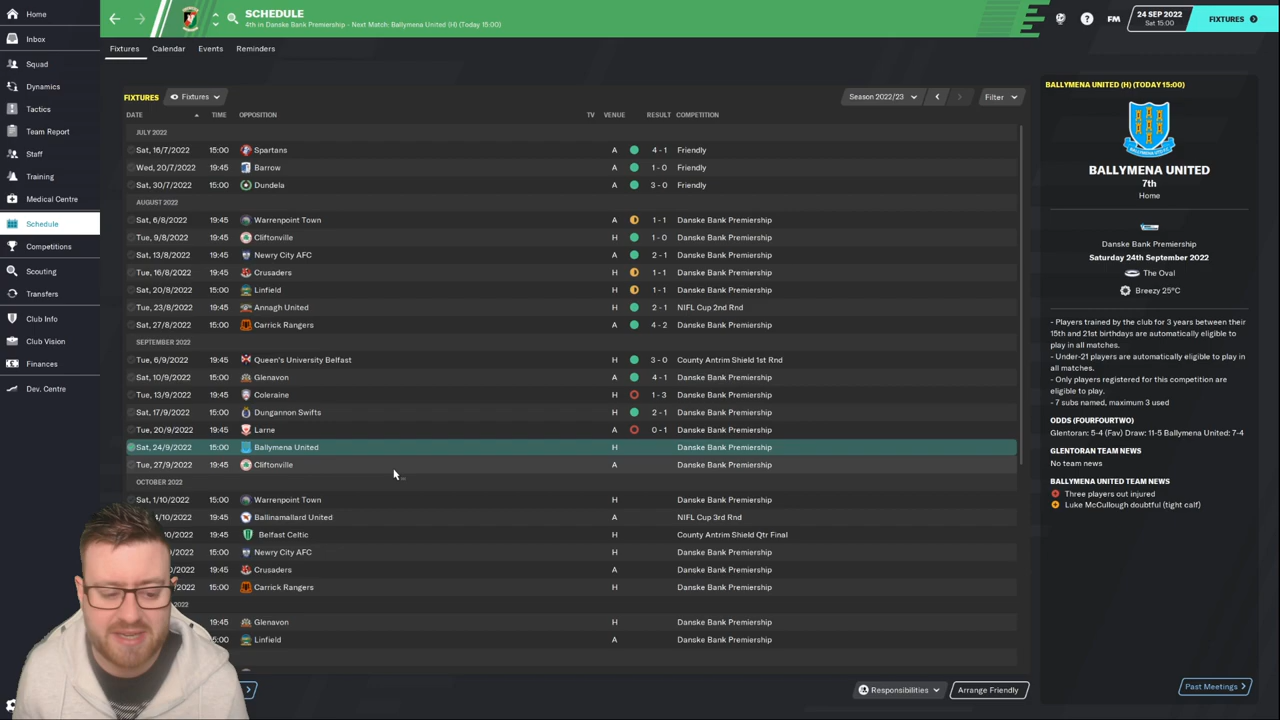 Home
Inbox
Squad
Dynamics
Tactics
Team Report
Staff
Training
Medical Centre
Schedule
Competitions
Scouting
Transfers
Club Info
Club Vision
Finances
Dev. Centre
SCHEDULE
4th in Danske Bank Premiership - Next Match: Ballymena United (H) (Today 15:00)
FM
24 SEP 2022
Sat 15:00
FIXTURES
Fixtures Calendar Events Reminders
FIXTURES Fixtures Season 2022/23 Filter
DATE TIME OPPOSITION TV VENUE RESULT COMPETITION
JULY 2022
Sat, 16/7/2022 15:00 Spartans A 4 - 1 Friendly
Wed, 20/7/2022 19:45 Barrow A 1 - 0 Friendly
Sat, 30/7/2022 15:00 Dundela A 3 - 0 Friendly
AUGUST 2022
Sat, 6/8/2022 19:45 Warrenpoint Town A 1 - 1 Danske Bank Premiership
Tue, 9/8/2022 19:45 Cliftonville H 1 - 0 Danske Bank Premiership
Sat, 13/8/2022 15:00 Newry City AFC A 2 - 1 Danske Bank Premiership
Tue, 16/8/2022 19:45 Crusaders H 1 - 1 Danske Bank Premiership
Sat, 20/8/2022 15:00 Linfield H 1 - 1 Danske Bank Premiership
Tue, 23/8/2022 19:45 Annagh United H 2 - 1 NIFL Cup 2nd Rnd
Sat, 27/8/2022 15:00 Carrick Rangers A 4 - 2 Danske Bank Premiership
SEPTEMBER 2022
Tue, 6/9/2022 19:45 Queen's University Belfast H 3 - 0 County Antrim Shield 1st Rnd
Sat, 10/9/2022 15:00 Glenavon A 4 - 1 Danske Bank Premiership
Tue, 13/9/2022 19:45 Coleraine H 1 - 3 Danske Bank Premiership
Sat, 17/9/2022 15:00 Dungannon Swifts H 2 - 1 Danske Bank Premiership
Tue, 20/9/2022 19:45 Larne A 0 - 1 Danske Bank Premiership
Sat, 24/9/2022 15:00 Ballymena United H Danske Bank Premiership
Tue, 27/9/2022 19:45 Cliftonville A Danske Bank Premiership
OCTOBER 2022
Sat, 1/10/2022 15:00 Warrenpoint Town H Danske Bank Premiership
/10/2022 19:45 Ballinamallard United A NIFL Cup 3rd Rnd
/2022 19:45 Belfast Celtic H County Antrim Shield Qtr Final
/2022 15:00 Newry City AFC H Danske Bank Premiership
/2022 19:45 Crusaders A Danske Bank Premiership
/2022 15:00 Carrick Rangers H Danske Bank Premiership
2022
19:45 Glenavon H Danske Bank Premiership
Linfield A Danske Bank Premiership
Responsibilities Arrange Friendly
BALLYMENA UNITED (H) (TODAY 15:00)
BALLYMENA UNITED
7th
Home
Danske Bank Premiership
Saturday 24th September 2022
The Oval
Breezy 25°C
- Players trained by the club for 3 years between their
15th and 21st birthdays are automatically eligible to
play in all matches.
- Under-21 players are automatically eligible to play in
all matches.
- Only players registered for this competition are
eligible to play.
- 7 subs named, maximum 3 used
ODDS (FOURFOURTWO)
Glentoran: 5-4 (Fav) Draw: 11-5 Ballymena United: 7-4
GLENTORAN TEAM NEWS
No team news
BALLYMENA UNITED TEAM NEWS
Three players out injured
Luke McCullough doubtful (tight calf)
Past Meetings